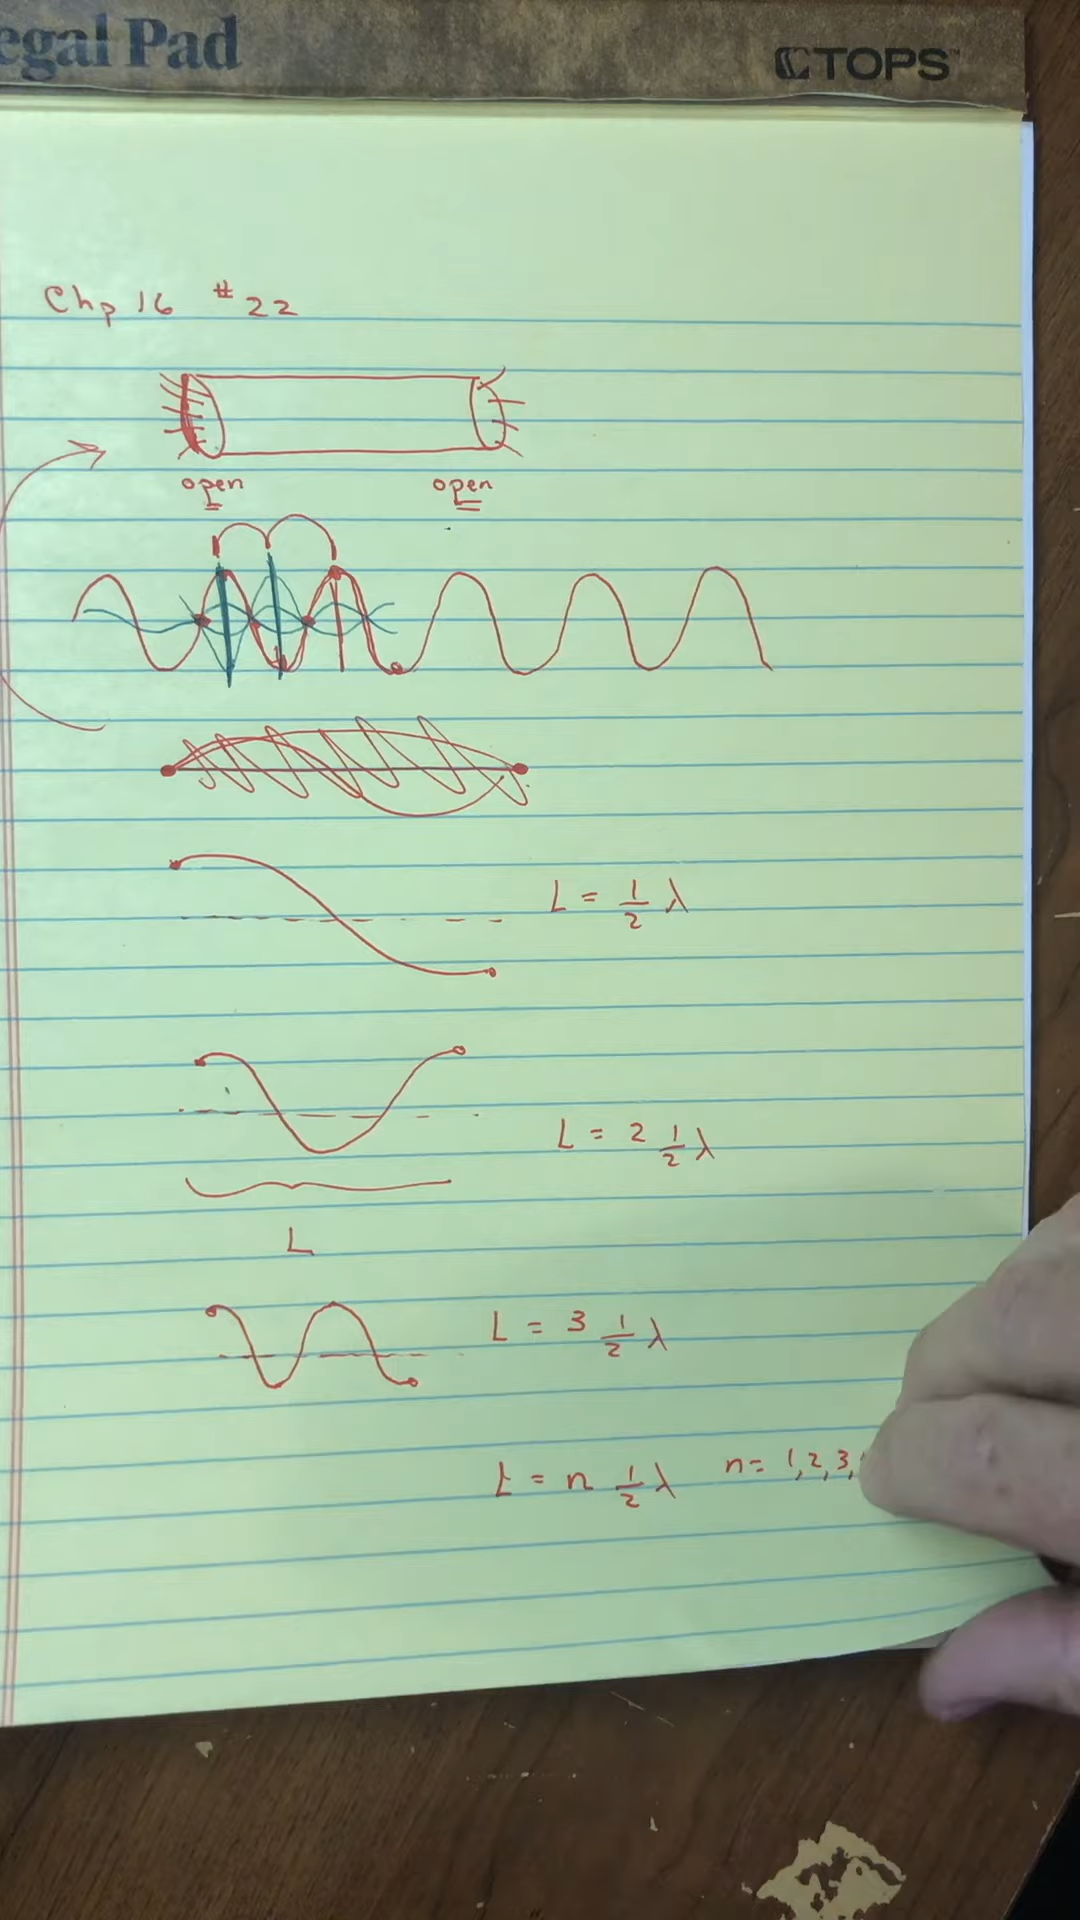 egal Pad
TOPS™
Chp 16 # 22
open open
L = 1/2 λ
L = 2 1/2 λ
L
L = 3 1/2 λ
L = n 1/2 λ n = 1,2,3,